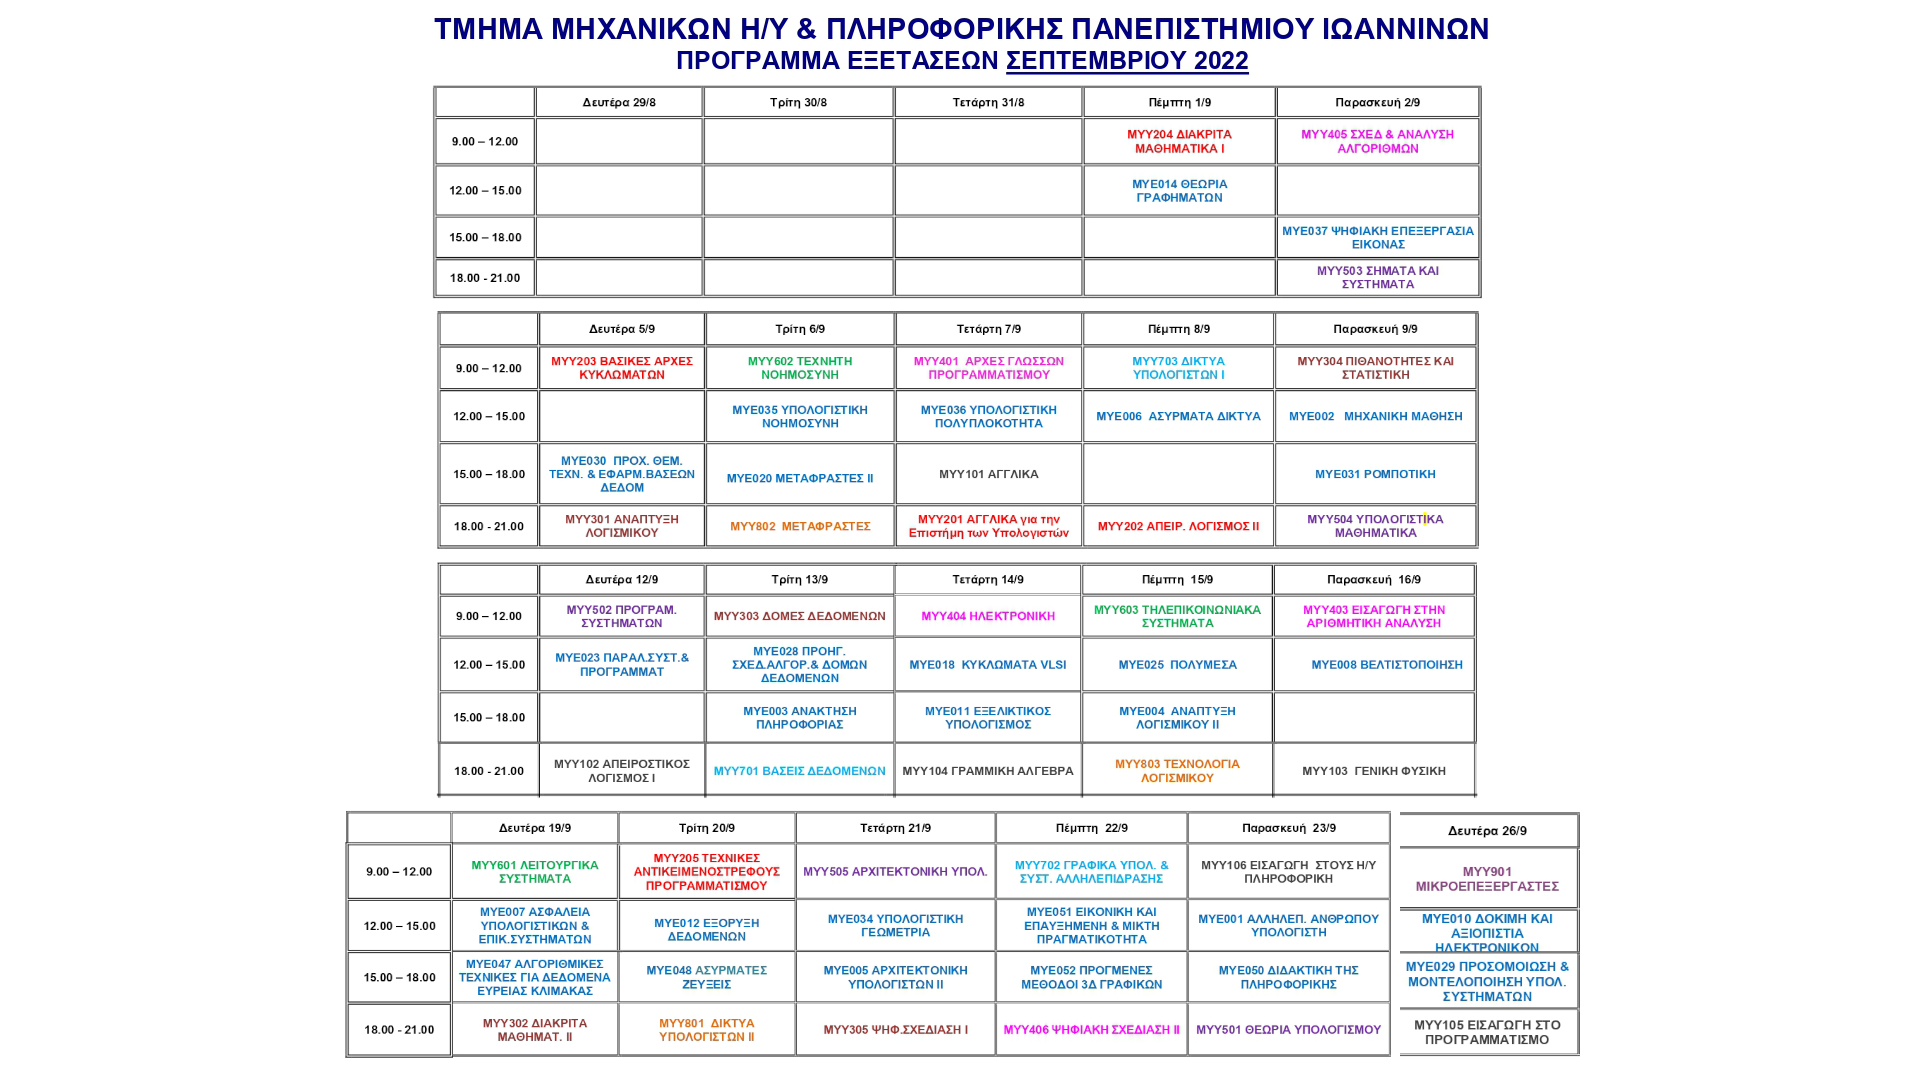 ΤΜΗΜΑ ΜΗΧΑΝΙΚΩΝ Η/Υ & ΠΛΗΡΟΦΟΡΙΚΗΣ ΠΑΝΕΠΙΣΤΗΜΙΟΥ ΙΩΑΝΝΙΝΩΝ
ΠΡΟΓΡΑΜΜΑ ΕΞΕΤΑΣΕΩΝ ΣΕΠΤΕΜΒΡΙΟΥ 2022
Δευτέρα 29/8
Τρίτη 30/8
Τετάρτη 31/8
Πέμπτη 1/9
Παρασκευή 2/9
9.00 – 12.00
ΜΥΥ204 ΔΙΑΚΡΙΤΑ
ΜΑΘΗΜΑΤΙΚΑ Ι
ΜΥΥ405 ΣΧΕΔ & ΑΝΑΛΥΣΗ
ΑΛΓΟΡΙΘΜΩΝ
12.00 – 15.00
ΜΥΕ014 ΘΕΩΡΙΑ
ΓΡΑΦΗΜΑΤΩΝ
15.00 – 18.00
ΜΥΕ037 ΨΗΦΙΑΚΗ ΕΠΕΞΕΡΓΑΣΙΑ
ΕΙΚΟΝΑΣ
18.00 - 21.00
ΜΥΥ503 ΣΗΜΑΤΑ ΚΑΙ
ΣΥΣΤΗΜΑΤΑ
Δευτέρα 5/9
Τρίτη 6/9
Τετάρτη 7/9
Πέμπτη 8/9
Παρασκευή 9/9
9.00 – 12.00
ΜΥΥ203 ΒΑΣΙΚΕΣ ΑΡΧΕΣ
ΚΥΚΛΩΜΑΤΩΝ
ΜΥΥ602 ΤΕΧΝΗΤΗ
ΝΟΗΜΟΣΥΝΗ
ΜΥΥ401 ΑΡΧΕΣ ΓΛΩΣΣΩΝ
ΠΡΟΓΡΑΜΜΑΤΙΣΜΟΥ
ΜΥΥ703 ΔΙΚΤΥΑ
ΥΠΟΛΟΓΙΣΤΩΝ Ι
ΜΥΥ304 ΠΙΘΑΝΟΤΗΤΕΣ ΚΑΙ
ΣΤΑΤΙΣΤΙΚΗ
12.00 – 15.00
ΜΥΕ035 ΥΠΟΛΟΓΙΣΤΙΚΗ
ΝΟΗΜΟΣΥΝΗ
ΜΥΕ036 ΥΠΟΛΟΓΙΣΤΙΚΗ
ΠΟΛΥΠΛΟΚΟΤΗΤΑ
ΜΥΕ006 ΑΣΥΡΜΑΤΑ ΔΙΚΤΥΑ
ΜΥΕ002 ΜΗΧΑΝΙΚΗ ΜΑΘΗΣΗ
15.00 – 18.00
ΜΥΕ030 ΠΡΟΧ. ΘΕΜ.
ΤΕΧΝ. & ΕΦΑΡΜ.ΒΑΣΕΩΝ
ΔΕΔΟΜ
ΜΥΕ020 ΜΕΤΑΦΡΑΣΤΕΣ ΙΙ
ΜΥΥ101 ΑΓΓΛΙΚΑ
ΜΥΕ031 ΡΟΜΠΟΤΙΚΗ
18.00 - 21.00
ΜΥΥ301 ΑΝΑΠΤΥΞΗ
ΛΟΓΙΣΜΙΚΟΥ
ΜΥΥ802 ΜΕΤΑΦΡΑΣΤΕΣ
ΜΥΥ201 ΑΓΓΛΙΚΑ για την
Επιστήμη των Υπολογιστών
ΜΥΥ202 ΑΠΕΙΡ. ΛΟΓΙΣΜΟΣ ΙΙ
ΜΥΥ504 ΥΠΟΛΟΓΙΣΤΙΚΑ
ΜΑΘΗΜΑΤΙΚΑ
Δευτέρα 12/9
Τρίτη 13/9
Τετάρτη 14/9
Πέμπτη 15/9
Παρασκευή 16/9
9.00 – 12.00
ΜΥΥ502 ΠΡΟΓΡΑΜ.
ΣΥΣΤΗΜΑΤΩΝ
ΜΥΥ303 ΔΟΜΕΣ ΔΕΔΟΜΕΝΩΝ
ΜΥΥ404 ΗΛΕΚΤΡΟΝΙΚΗ
ΜΥΥ603 ΤΗΛΕΠΙΚΟΙΝΩΝΙΑΚΑ
ΣΥΣΤΗΜΑΤΑ
ΜΥΥ403 ΕΙΣΑΓΩΓΗ ΣΤΗΝ
ΑΡΙΘΜΗΤΙΚΗ ΑΝΑΛΥΣΗ
12.00 – 15.00
ΜΥΕ023 ΠΑΡΑΛ.ΣΥΣΤ.&
ΠΡΟΓΡΑΜΜΑΤ
ΜΥΕ028 ΠΡΟΗΓ.
ΣΧΕΔ.ΑΛΓΟΡ.& ΔΟΜΩΝ
ΔΕΔΟΜΕΝΩΝ
ΜΥΕ018 ΚΥΚΛΩΜΑΤΑ VLSI
ΜΥΕ025 ΠΟΛΥΜΕΣΑ
ΜΥΕ008 ΒΕΛΤΙΣΤΟΠΟΙΗΣΗ
15.00 – 18.00
ΜΥΕ003 ΑΝΑΚΤΗΣΗ
ΠΛΗΡΟΦΟΡΙΑΣ
ΜΥΕ011 ΕΞΕΛΙΚΤΙΚΟΣ
ΥΠΟΛΟΓΙΣΜΟΣ
ΜΥΕ004 ΑΝΑΠΤΥΞΗ
ΛΟΓΙΣΜΙΚΟΥ ΙΙ
18.00 - 21.00
ΜΥΥ102 ΑΠΕΙΡΟΣΤΙΚΟΣ
ΛΟΓΙΣΜΟΣ Ι
ΜΥΥ701 ΒΑΣΕΙΣ ΔΕΔΟΜΕΝΩΝ
ΜΥΥ104 ΓΡΑΜΜΙΚΗ ΑΛΓΕΒΡΑ
ΜΥΥ803 ΤΕΧΝΟΛΟΓΙΑ
ΛΟΓΙΣΜΙΚΟΥ
ΜΥΥ103 ΓΕΝΙΚΗ ΦΥΣΙΚΗ
Δευτέρα 19/9
Τρίτη 20/9
Τετάρτη 21/9
Πέμπτη 22/9
Παρασκευή 23/9
Δευτέρα 26/9
9.00 – 12.00
ΜΥΥ601 ΛΕΙΤΟΥΡΓΙΚΑ
ΣΥΣΤΗΜΑΤΑ
ΜΥΥ205 ΤΕΧΝΙΚΕΣ
ΑΝΤΙΚΕΙΜΕΝΟΣΤΡΕΦΟΥΣ
ΠΡΟΓΡΑΜΜΑΤΙΣΜΟΥ
ΜΥΥ505 ΑΡΧΙΤΕΚΤΟΝΙΚΗ ΥΠΟΛ.
ΜΥΥ702 ΓΡΑΦΙΚΑ ΥΠΟΛ. &
ΣΥΣΤ. ΑΛΛΗΛΕΠΙΔΡΑΣΗΣ
ΜΥΥ106 ΕΙΣΑΓΩΓΗ ΣΤΟΥΣ Η/Υ
ΠΛΗΡΟΦΟΡΙΚΗ
ΜΥΥ901
ΜΙΚΡΟΕΠΕΞΕΡΓΑΣΤΕΣ
12.00 – 15.00
ΜΥΕ007 ΑΣΦΑΛΕΙΑ
ΥΠΟΛΟΓΙΣΤΙΚΩΝ &
ΕΠΙΚ.ΣΥΣΤΗΜΑΤΩΝ
ΜΥΕ012 ΕΞΟΡΥΞΗ
ΔΕΔΟΜΕΝΩΝ
ΜΥΕ034 ΥΠΟΛΟΓΙΣΤΙΚΗ
ΓΕΩΜΕΤΡΙΑ
ΜΥΕ051 ΕΙΚΟΝΙΚΗ ΚΑΙ
ΕΠΑΥΞΗΜΕΝΗ & ΜΙΚΤΗ
ΠΡΑΓΜΑΤΙΚΟΤΗΤΑ
ΜΥΕ001 ΑΛΛΗΛΕΠ. ΑΝΘΡΩΠΟΥ
ΥΠΟΛΟΓΙΣΤΗ
ΜΥΕ010 ΔΟΚΙΜΗ ΚΑΙ
ΑΞΙΟΠΙΣΤΙΑ
ΗΛΕΚΤΡΟΝΙΚΩΝ
15.00 – 18.00
ΜΥΕ047 ΑΛΓΟΡΙΘΜΙΚΕΣ
ΤΕΧΝΙΚΕΣ ΓΙΑ ΔΕΔΟΜΕΝΑ
ΕΥΡΕΙΑΣ ΚΛΙΜΑΚΑΣ
ΜΥΕ048 ΑΣΥΡΜΑΤΕΣ
ΖΕΥΞΕΙΣ
ΜΥΕ005 ΑΡΧΙΤΕΚΤΟΝΙΚΗ
ΥΠΟΛΟΓΙΣΤΩΝ ΙΙ
ΜΥΕ052 ΠΡΟΓΜΕΝΕΣ
ΜΕΘΟΔΟΙ 3Δ ΓΡΑΦΙΚΩΝ
ΜΥΕ050 ΔΙΔΑΚΤΙΚΗ ΤΗΣ
ΠΛΗΡΟΦΟΡΙΚΗΣ
ΜΥΕ029 ΠΡΟΣΟΜΟΙΩΣΗ &
ΜΟΝΤΕΛΟΠΟΙΗΣΗ ΥΠΟΛ.
ΣΥΣΤΗΜΑΤΩΝ
18.00 - 21.00
ΜΥΥ302 ΔΙΑΚΡΙΤΑ
ΜΑΘΗΜΑΤ. ΙΙ
ΜΥΥ801 ΔΙΚΤΥΑ
ΥΠΟΛΟΓΙΣΤΩΝ ΙΙ
ΜΥΥ305 ΨΗΦ.ΣΧΕΔΙΑΣΗ Ι
ΜΥΥ406 ΨΗΦΙΑΚΗ ΣΧΕΔΙΑΣΗ ΙΙ
ΜΥΥ501 ΘΕΩΡΙΑ ΥΠΟΛΟΓΙΣΜΟΥ
ΜΥΥ105 ΕΙΣΑΓΩΓΗ ΣΤΟ
ΠΡΟΓΡΑΜΜΑΤΙΣΜΟ